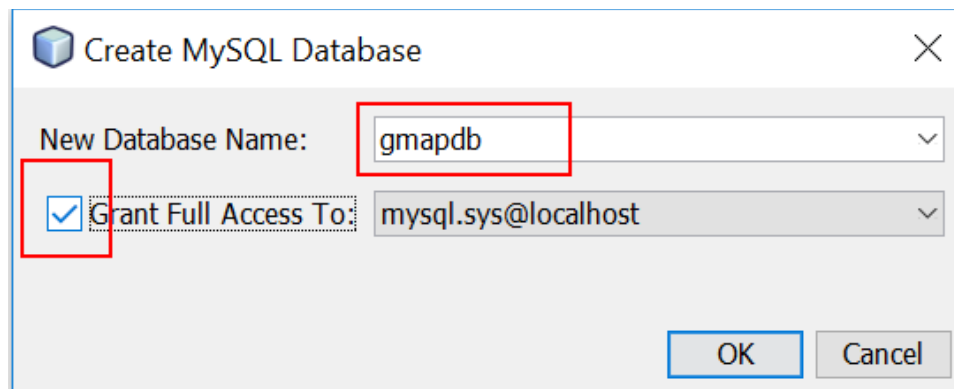 Create MySQL Database
New Database Name: gmapdb
Grant Full Access To: mysql.sys@localhost
OK Cancel